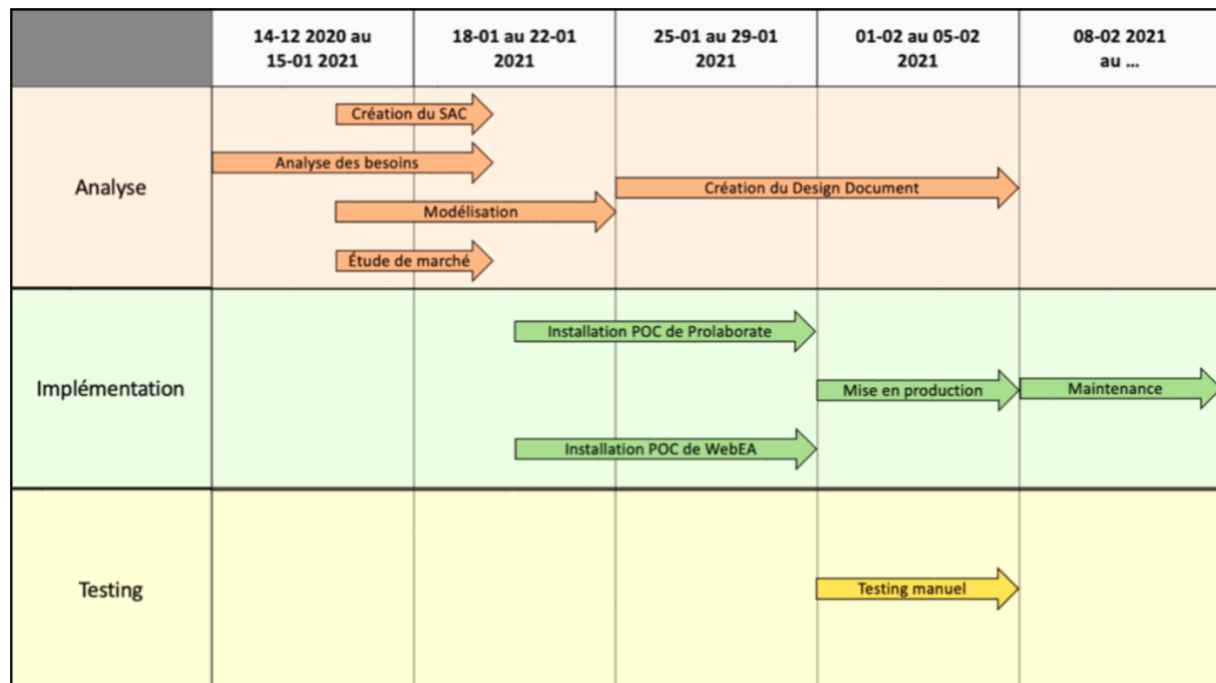 14-12 2020 au
15-01 2021
18-01 au 22-01
2021
25-01 au 29-01
2021
01-02 au 05-02
2021
08-02 2021
au ...
Analyse
Création du SAC
Analyse des besoins
Création du Design Document
Modélisation
Étude de marché
Implémentation
Installation POC de Prolaborate
Mise en production
Maintenance
Installation POC de WebEA
Testing
Testing manuel